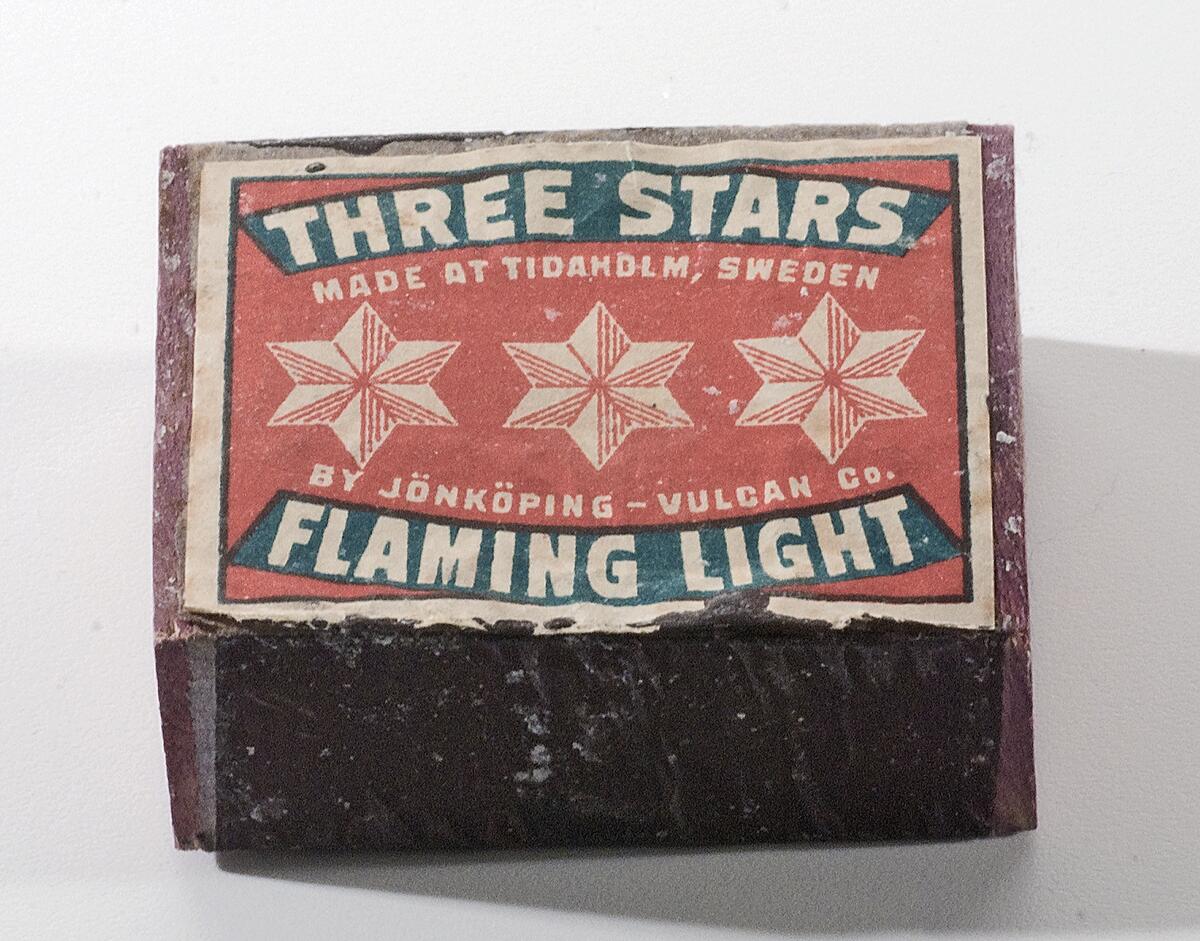 THREE STARS
MADE AT TIDAHOLM, SWEDEN
BY JÖNKÖPING – VULCAN Co.
FLAMING LIGHT